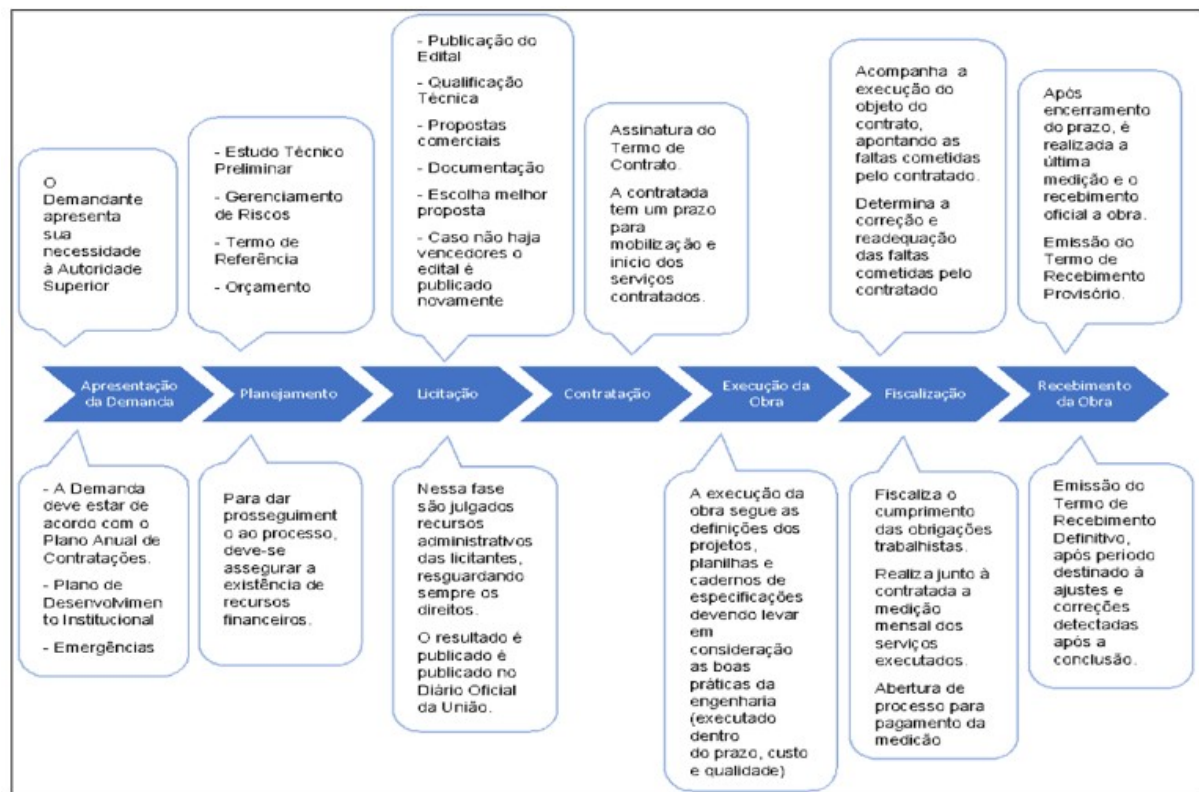 O
Demandante
apresenta
sua
necessidade
à Autoridade
Superior
- Estudo Técnico
Preliminar
- Gerenciamento
de Riscos
- Termo de
Referência
- Orçamento
- Publicação do
Edital
- Qualificação
Técnica
- Propostas
comerciais
- Documentação
- Escolha melhor
proposta
- Caso não haja
vencedores o
edital é
publicado
novamente
Assinatura do
Termo de
Contrato.
A contratada
tem um prazo
para
mobilização e
inicio dos
serviços
contratados.
Acompanha a
execução do
objeto do
contrato,
apontando as
faltas cometidas
pelo contratado.
Determina a
correção e
readequação
das faltas
cometidas pelo
contratado
Após
encerramento
do prazo, é
realizada a
última
medição e o
recebimento
oficial a obra.
Emissão do
Termo de
Recebimento
Provisório.
Apresentação
da Demanda
Planejamento
Licitação
Contratação
Execução da
Obra
Fiscalização
Recebimento
da Obra
- A Demanda
deve estar de
acordo com o
Plano Anual de
Contratações.
- Plano de
Desenvolvimen
to Institucional
- Emergências
Para dar
prosseguiment
o ao processo,
deve-se
assegurar a
existência de
recursos
financeiros.
Nessa fase
são julgados
recursos
administrativos
das licitantes,
resguardando
sempre os
direitos.
O resultado é
publicado é
publicado no
Diário Oficial
da União.
A execução da
obra segue as
definições dos
projetos,
planilhas e
cadernos de
especificações
devendo levar
em
consideração
as boas
práticas da
engenharia
(executado
dentro
do prazo, custo
e qualidade)
Fiscaliza o
cumprimento
das obrigações
trabalhistas.
Realiza junto à
contratada a
medição
mensal dos
serviços
executados.
Abertura de
processo para
pagamento da
medição
Emissão do
Termo de
Recebimento
Definitivo,
após periodo
destinado à
ajustes e
correções
detectadas
após a
conclusão.